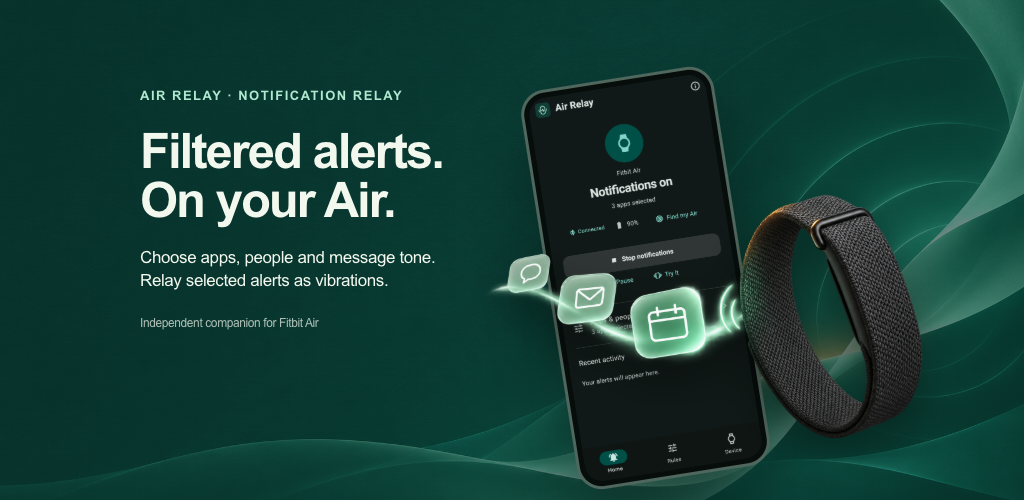 AIR RELAY · NOTIFICATION RELAY
Filtered alerts.
On your Air.
Choose apps, people and message tone.
Relay selected alerts as vibrations.
Independent companion for Fitbit Air
Air Relay
Fitbit Air
Notifications on
3 apps selected
Connected 90% Find my Air
Stop notifications
Pause Try it
& peop
Recent activity
Your alerts will appear here
Home Rules Device